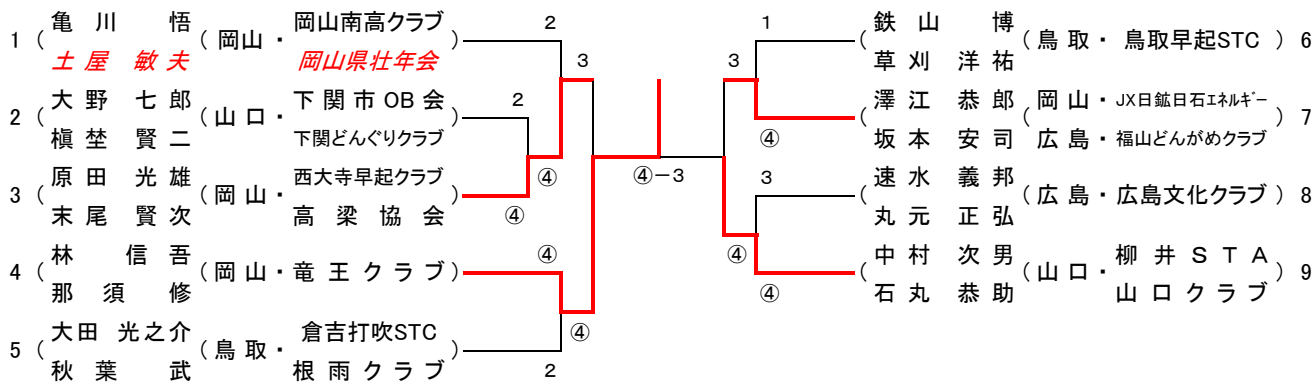 1 ( 亀川 悟 ( 岡山・岡山南高クラブ )
土屋 敏夫 岡山県壮年会
2 ( 大野 七郎 ( 山口・下関市OB会 )
槇埜 賢二 下関どんぐりクラブ
3 ( 原田 光雄 ( 岡山・西大寺早起クラブ )
末尾 賢次 高梁協会
4 ( 林 信吾 ( 岡山・竜王クラブ )
那須 修
5 ( 大田 光之介 ( 鳥取・倉吉打吹STC )
秋葉 武 根雨クラブ
2
3
2
④
④
④
④
2
④-3
1
3
④
3
④
④
( 鉄山 博 ( 鳥取・鳥取早起STC ) 6
草刈 洋祐
( 澤江 恭郎 ( 岡山・JX日鉱日石エネルギー ) 7
坂本 安司 広島・福山どんがめクラブ
( 速水 義邦 ( 広島・広島文化クラブ ) 8
丸元 正弘
( 中村 次男 ( 山口・柳井STA ) 9
石丸 恭助 山口クラブ